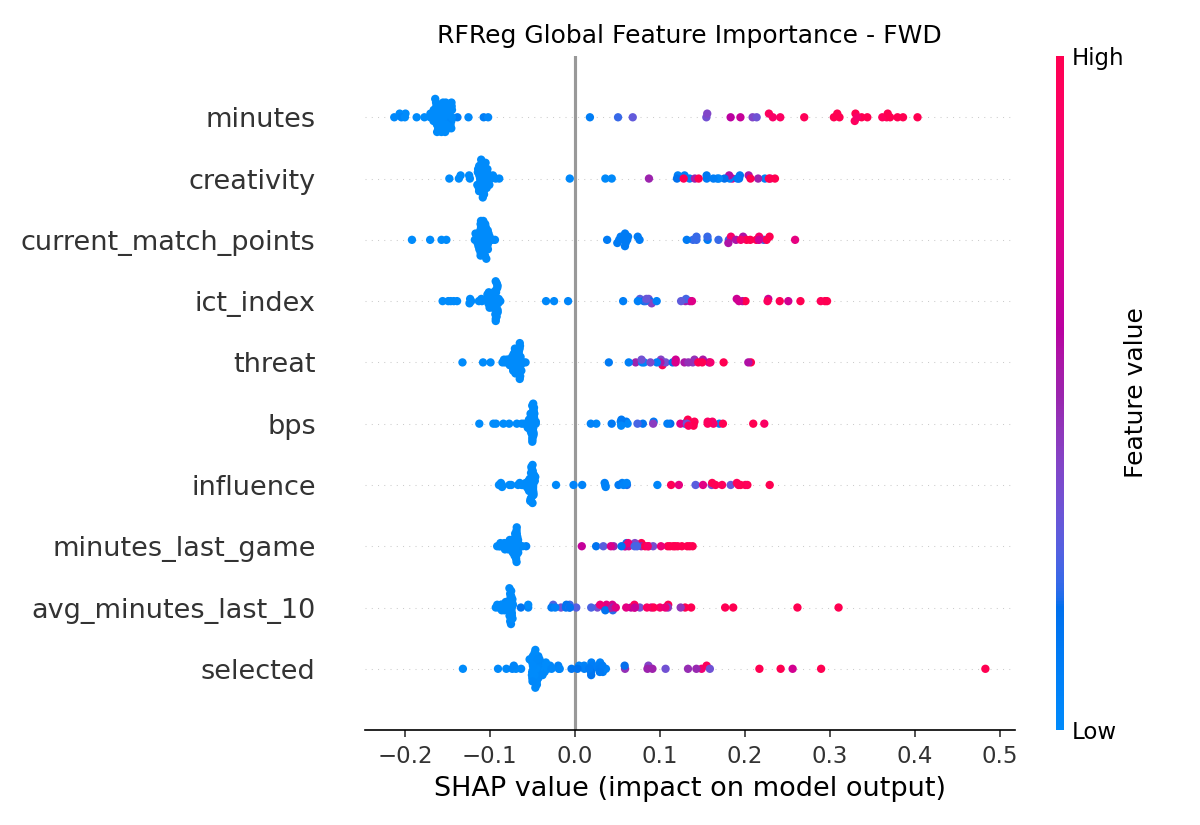 RFReg Global Feature Importance - FWD
High
minutes
creativity
current_match_points
ict_index
threat
bps
influence
minutes_last_game
avg_minutes_last_10
selected
Feature value
Low
−0.2 −0.1 0.0 0.1 0.2 0.3 0.4 0.5
SHAP value (impact on model output)